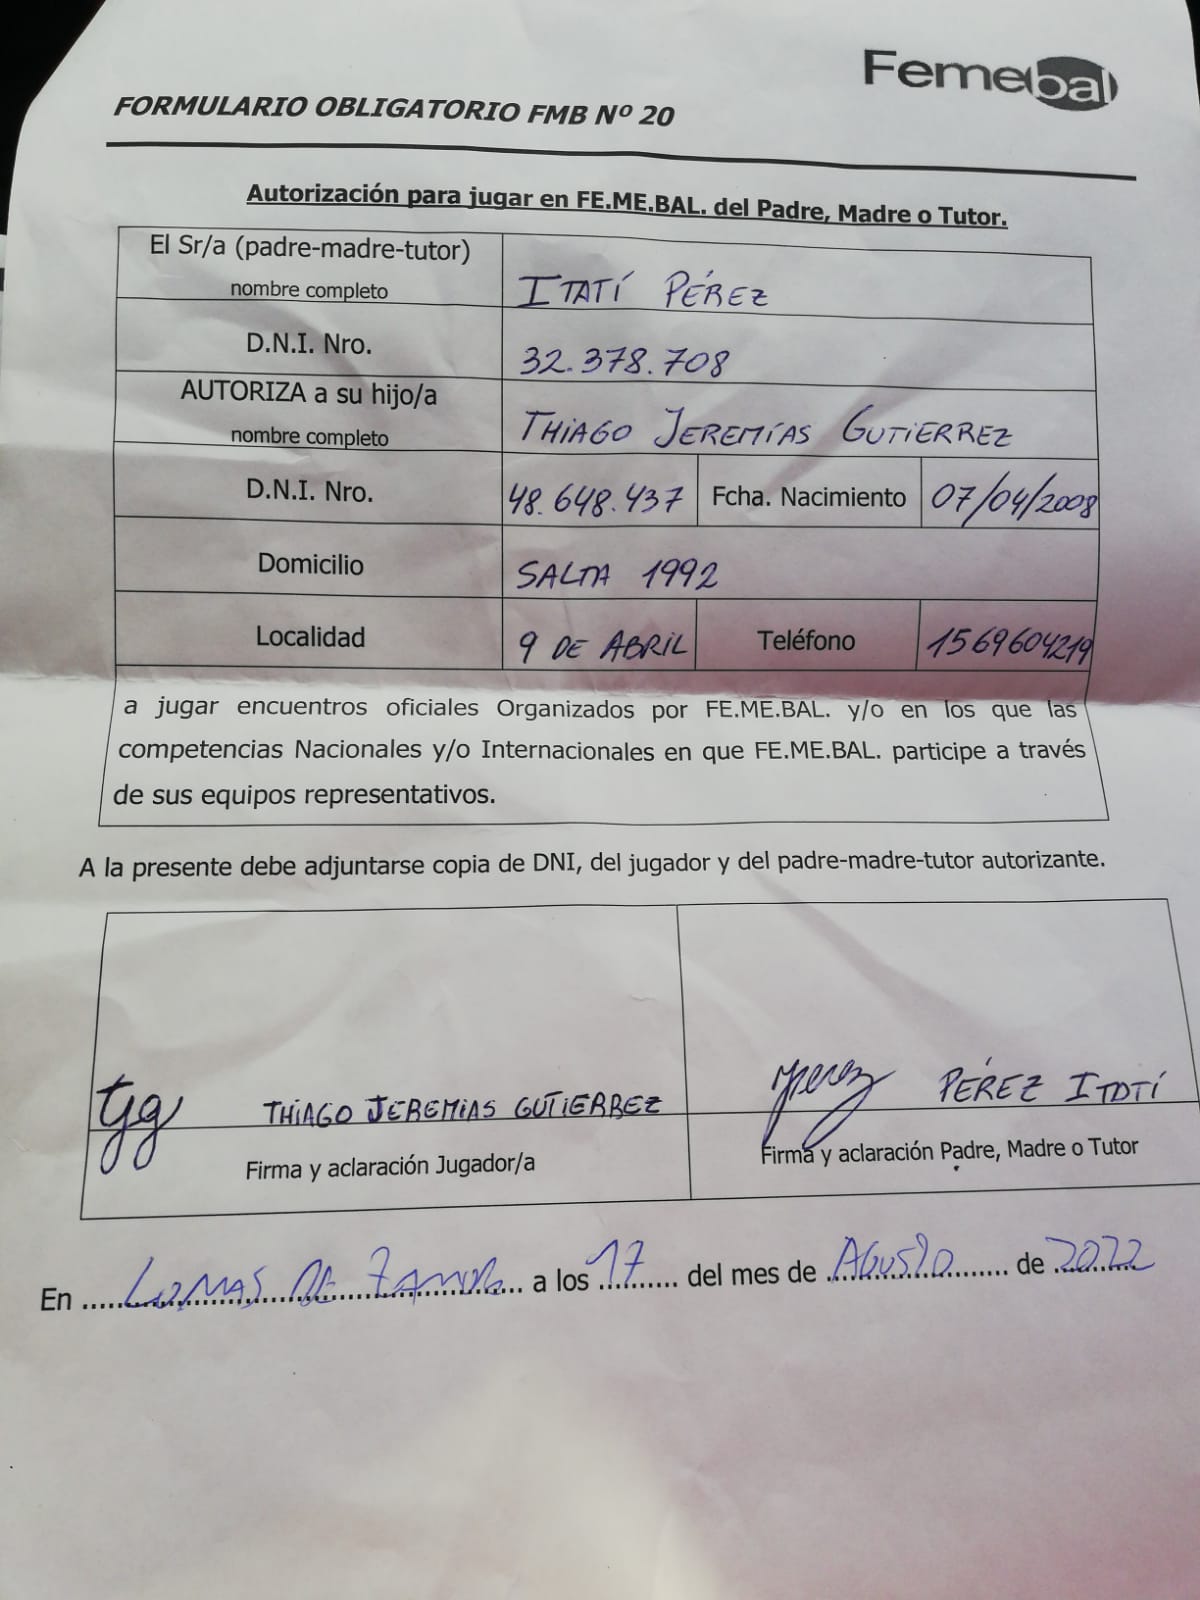 Femebal
FORMULARIO OBLIGATORIO FMB Nº 20
Autorización para jugar en FE.ME.BAL. del Padre, Madre o Tutor.
El Sr/a (padre-madre-tutor)
nombre completo
ITATÍ PÉREZ
D.N.I. Nro.
32.378.708
AUTORIZA a su hijo/a
nombre completo
THIAGO JEREMÍAS GUTIERREZ
D.N.I. Nro.
48.648.437
Fcha. Nacimiento
07/04/2008
Domicilio
SALTA 1992
Localidad
9 DE ABRIL
Teléfono
1569604219
a jugar encuentros oficiales Organizados por FE.ME.BAL. y/o en los que las
competencias Nacionales y/o Internacionales en que FE.ME.BAL. participe a través
de sus equipos representativos.
A la presente debe adjuntarse copia de DNI, del jugador y del padre-madre-tutor autorizante.
tgg THIAGO JEREMIAS GUTIERREZ
Firma y aclaración Jugador/a
Perez PÉREZ ITATÍ
Firma y aclaración Padre, Madre o Tutor
En LOMAS DE ZAMORA a los 17 del mes de AGUSTO de 2022